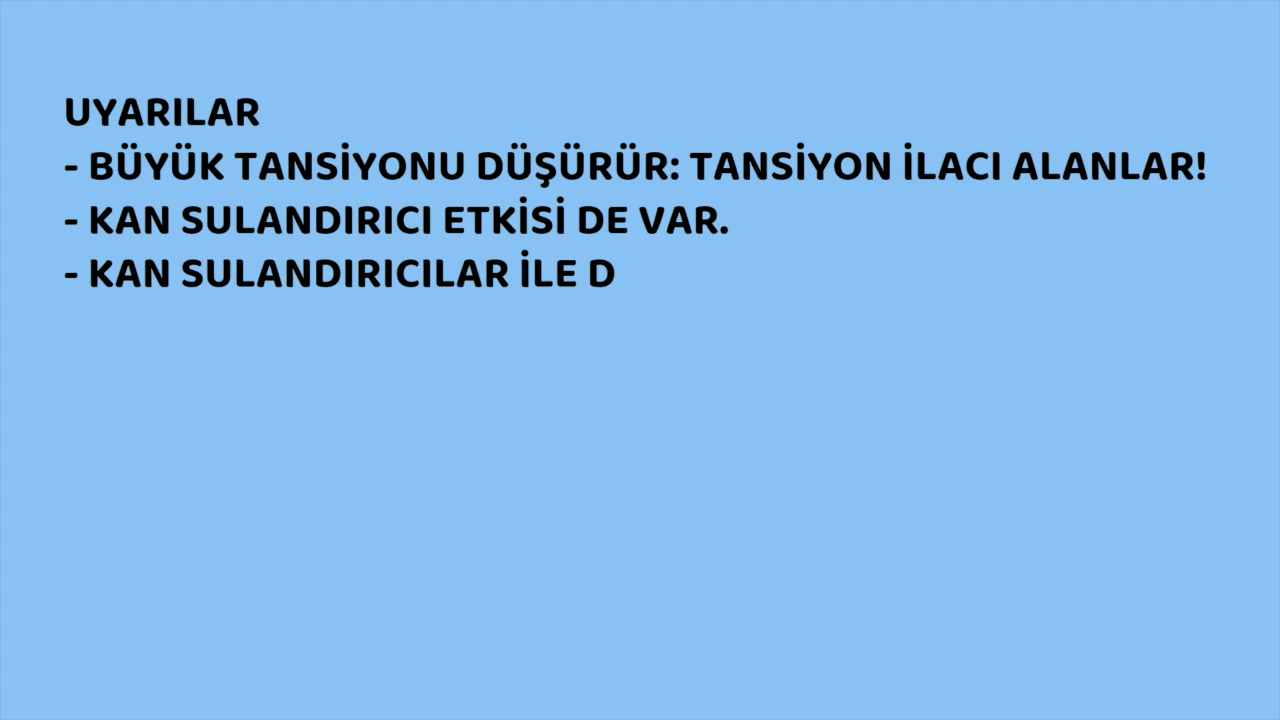 UYARILAR
- BÜYÜK TANSİYONU DÜŞÜRÜR: TANSİYON İLACI ALANLAR!
- KAN SULANDIRICI ETKİSİ DE VAR.
- KAN SULANDIRICILAR İLE D